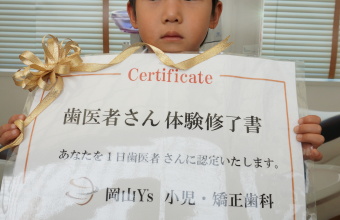 Certificate
歯医者さん 体験修了書
あなたを1日歯医者さんに認定いたします。
岡山Y's 小児・矯正歯科